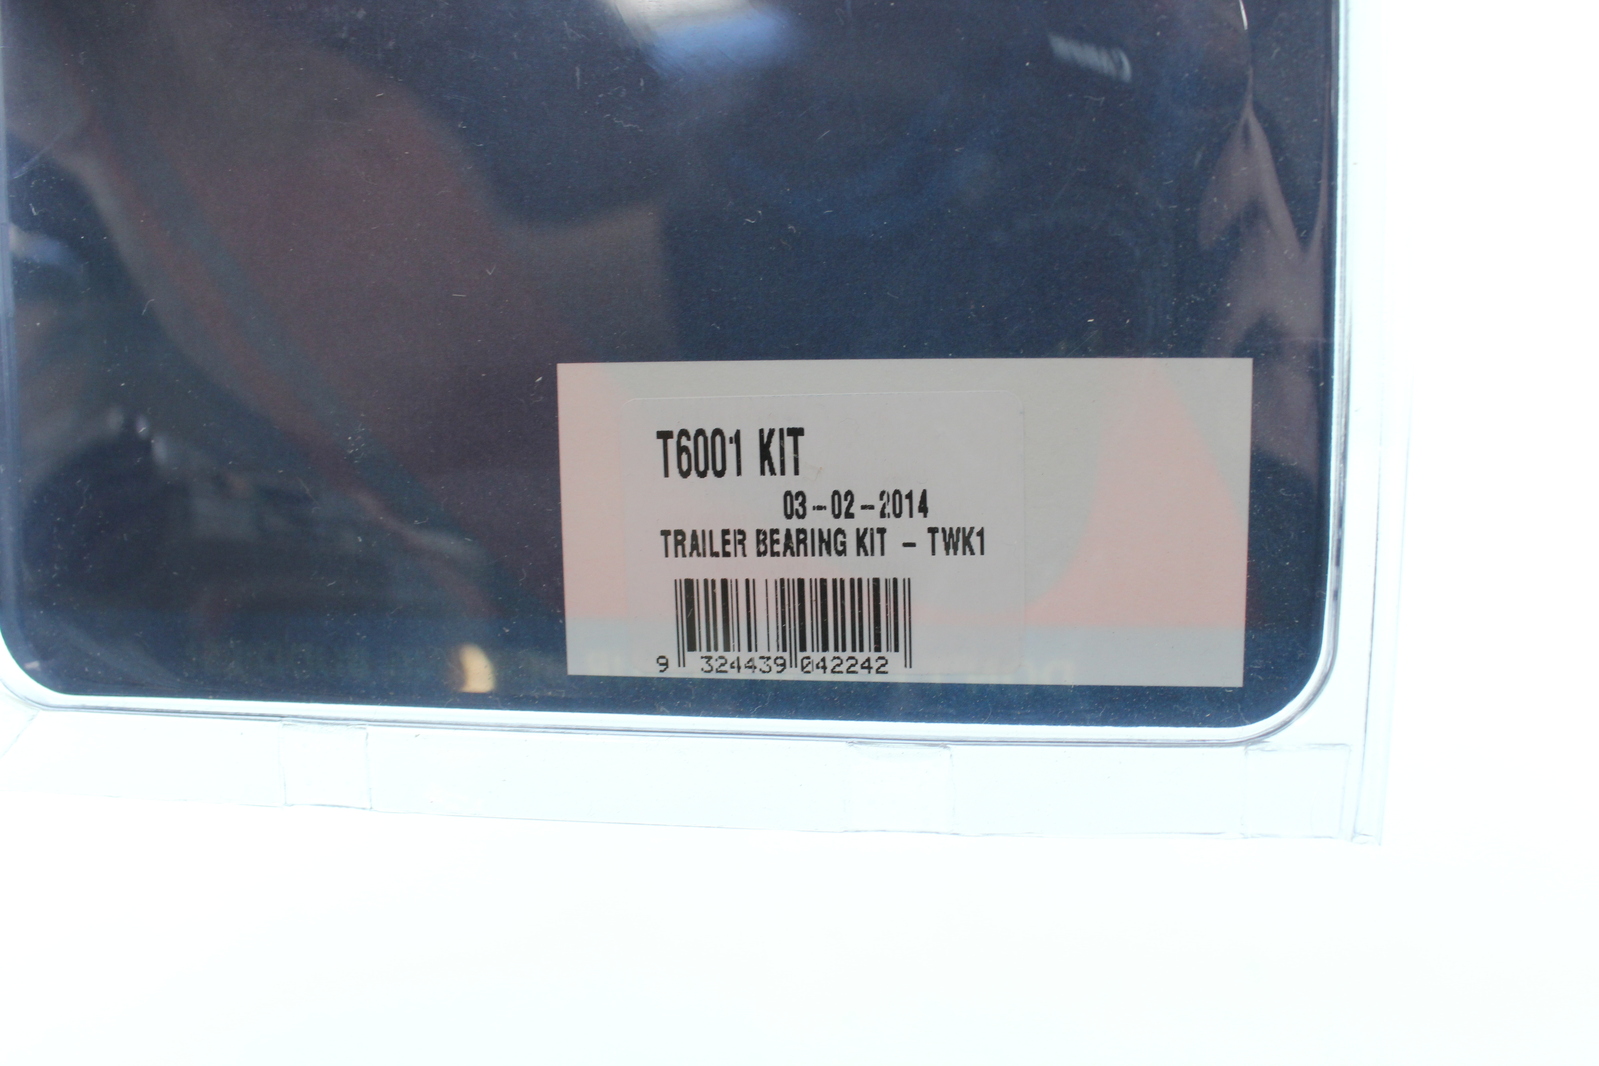 T6001 KIT
03-02-2014
TRAILER BEARING KIT - TWK1
9 324439 042242